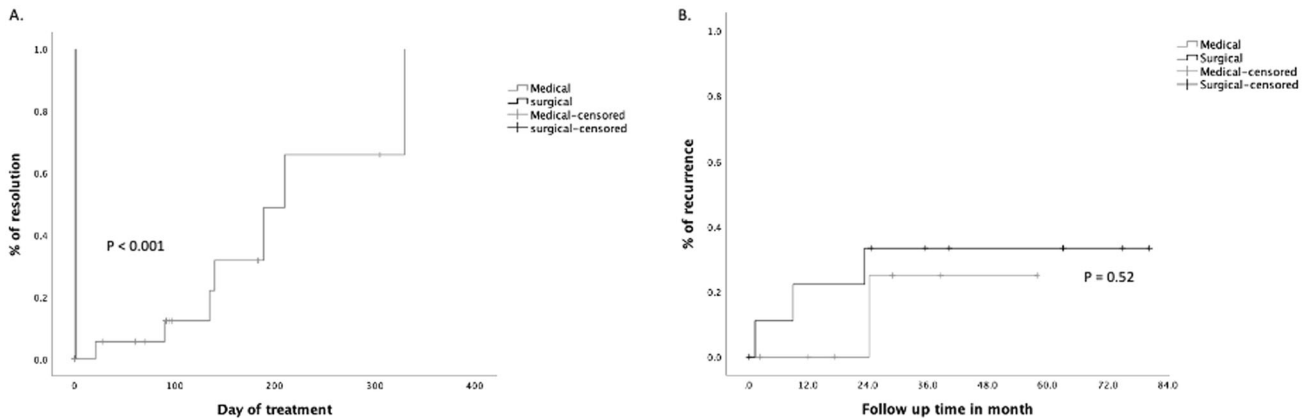 A.
1.0
0.8
0.6
0.4
0.2
0.0
% of resolution
P < 0.001
Medical
surgical
Medical-censored
surgical-censored
0 100 200 300 400
Day of treatment
B.
1.0
0.8
0.6
0.4
0.2
0.0
% of recurrence
P = 0.52
Medical
Surgical
Medical-censored
Surgical-censored
.0 12.0 24.0 36.0 48.0 60.0 72.0 84.0
Follow up time in month